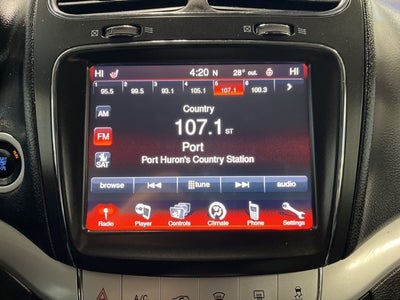 HI 4:20 N 28° out. HI
1 2 3 4 5 6
95.5 99.5 93.1 105.1 107.1 100.3 >
Country
AM
107.1 ST
FM
Port
SAT
Port Huron's Country Station
browse tune audio
Radio Player Controls Climate Phone Settings
A/C